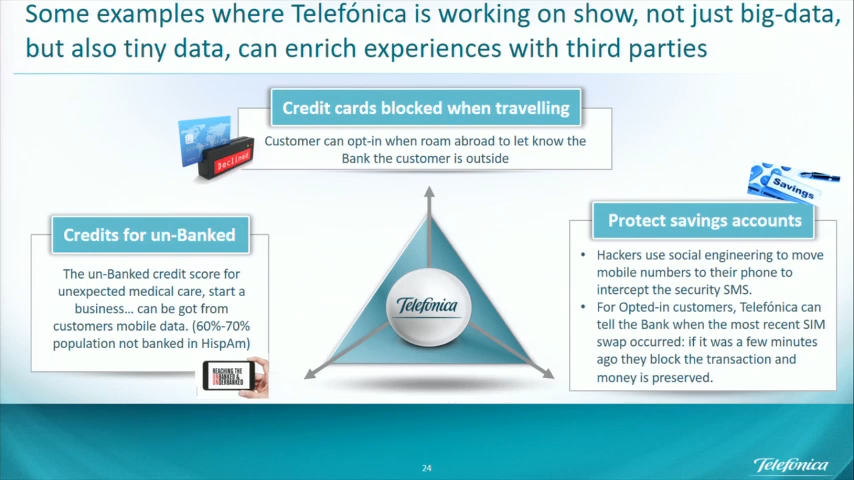 Some examples where Telefónica is working on show, not just big-data,
but also tiny data, can enrich experiences with third parties
Credit cards blocked when travelling
Customer can opt-in when roam abroad to let know the
Bank the customer is outside
Declined
Savings
Credits for un-Banked
The un-Banked credit score for
unexpected medical care, start a
business... can be got from
customers mobile data. (60%-70%
population not banked in HispAm)
REACHING THE
UNBANKED &
UNDERBANKED
Telefónica
Protect savings accounts
• Hackers use social engineering to move
mobile numbers to their phone to
intercept the security SMS.
• For Opted-in customers, Telefónica can
tell the Bank when the most recent SIM
swap occurred: if it was a few minutes
ago they block the transaction and
money is preserved.
24
Telefónica